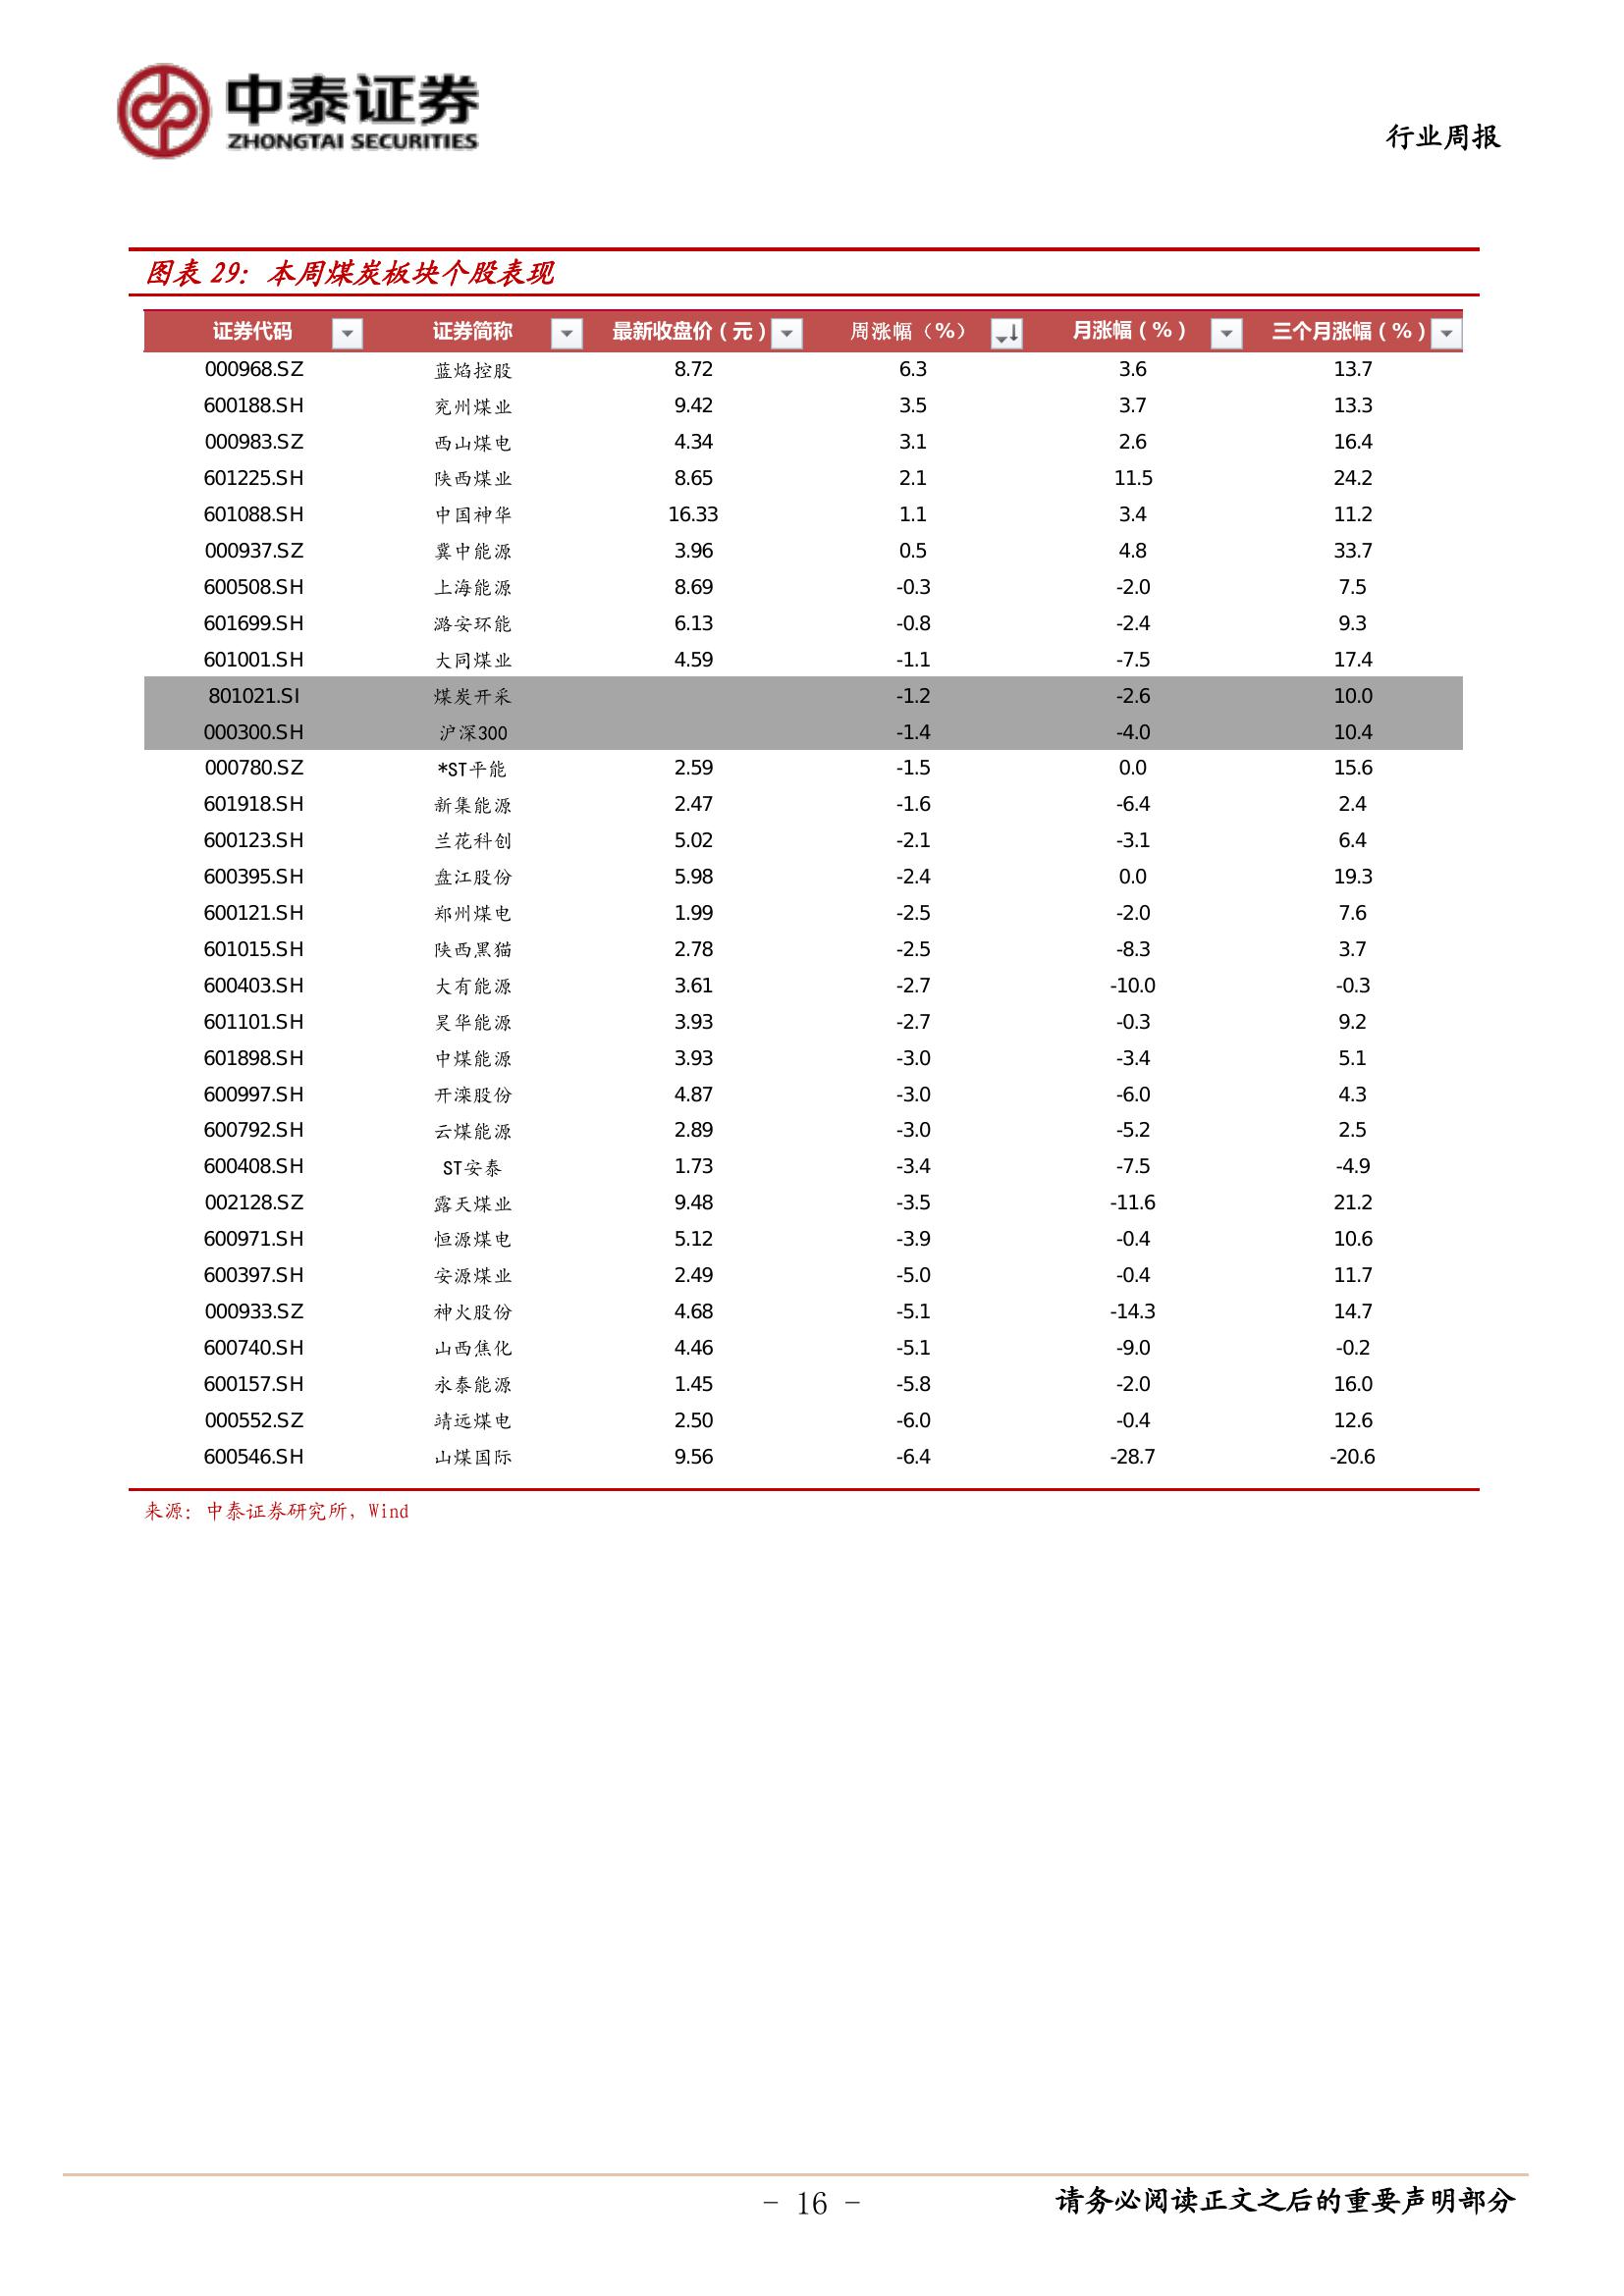 中泰证券
ZHONGTAI SECURITIES
行业周报
图表 29：本周煤炭板块个股表现
证券代码 证券简称 最新收盘价（元） 周涨幅（%） 月涨幅（%） 三个月涨幅（%）
000968.SZ 蓝焰控股 8.72 6.3 3.6 13.7
600188.SH 兖州煤业 9.42 3.5 3.7 13.3
000983.SZ 西山煤电 4.34 3.1 2.6 16.4
601225.SH 陕西煤业 8.65 2.1 11.5 24.2
601088.SH 中国神华 16.33 1.1 3.4 11.2
000937.SZ 冀中能源 3.96 0.5 4.8 33.7
600508.SH 上海能源 8.69 -0.3 -2.0 7.5
601699.SH 潞安环能 6.13 -0.8 -2.4 9.3
601001.SH 大同煤业 4.59 -1.1 -7.5 17.4
801021.SI 煤炭开采 -1.2 -2.6 10.0
000300.SH 沪深300 -1.4 -4.0 10.4
000780.SZ *ST平能 2.59 -1.5 0.0 15.6
601918.SH 新集能源 2.47 -1.6 -6.4 2.4
600123.SH 兰花科创 5.02 -2.1 -3.1 6.4
600395.SH 盘江股份 5.98 -2.4 0.0 19.3
600121.SH 郑州煤电 1.99 -2.5 -2.0 7.6
601015.SH 陕西黑猫 2.78 -2.5 -8.3 3.7
600403.SH 大有能源 3.61 -2.7 -10.0 -0.3
601101.SH 昊华能源 3.93 -2.7 -0.3 9.2
601898.SH 中煤能源 3.93 -3.0 -3.4 5.1
600997.SH 开滦股份 4.87 -3.0 -6.0 4.3
600792.SH 云煤能源 2.89 -3.0 -5.2 2.5
600408.SH ST安泰 1.73 -3.4 -7.5 -4.9
002128.SZ 露天煤业 9.48 -3.5 -11.6 21.2
600971.SH 恒源煤电 5.12 -3.9 -0.4 10.6
600397.SH 安源煤业 2.49 -5.0 -0.4 11.7
000933.SZ 神火股份 4.68 -5.1 -14.3 14.7
600740.SH 山西焦化 4.46 -5.1 -9.0 -0.2
600157.SH 永泰能源 1.45 -5.8 -2.0 16.0
000552.SZ 靖远煤电 2.50 -6.0 -0.4 12.6
600546.SH 山煤国际 9.56 -6.4 -28.7 -20.6
来源：中泰证券研究所，Wind
- 16 -
请务必阅读正文之后的重要声明部分